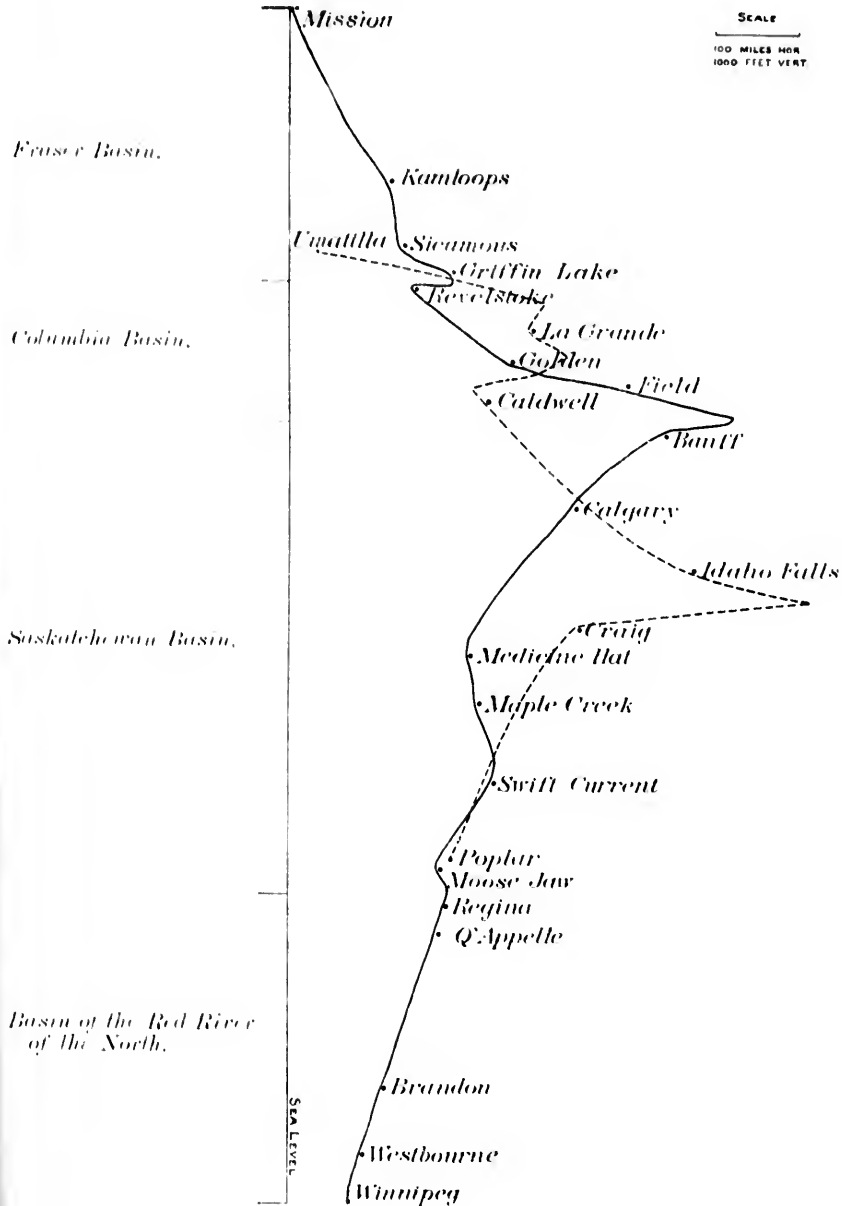 Mission
SCALE
100 MILES HOR
1000 FEET VERT
Fraser Basin.
Kamloops
Umatilla
Sicamous
Griffin Lake
Revelstoke
La Grande
Columbia Basin.
Golden
Field
Caldwell
Banff
Calgary
Idaho Falls
Craig
Saskatchewan Basin.
Medicine Hat
Maple Creek
Swift Current
Poplar
Moose Jaw
Regina
Q'Appelle
Basin of the Red River
of the North.
Brandon
SEA LEVEL
Westbourne
Winnipeg